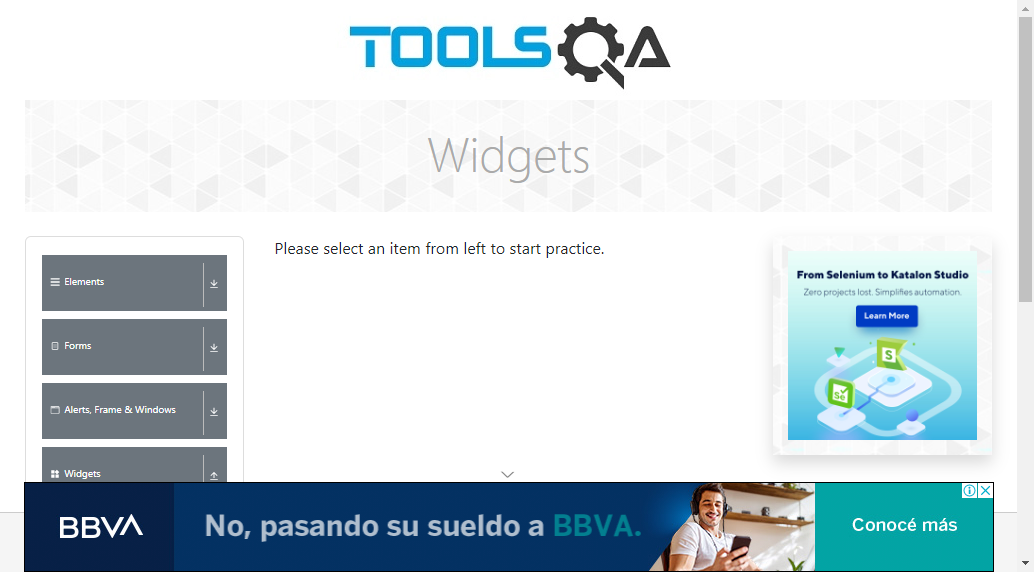 TOOLSQA
Widgets
Elements
Forms
Alerts, Frame & Windows
Widgets
Please select an item from left to start practice.
From Selenium to Katalon Studio
Zero projects lost. Simplifies automation.
Learn More
S
Se
BBVA
No, pasando su sueldo a BBVA.
Conocé más